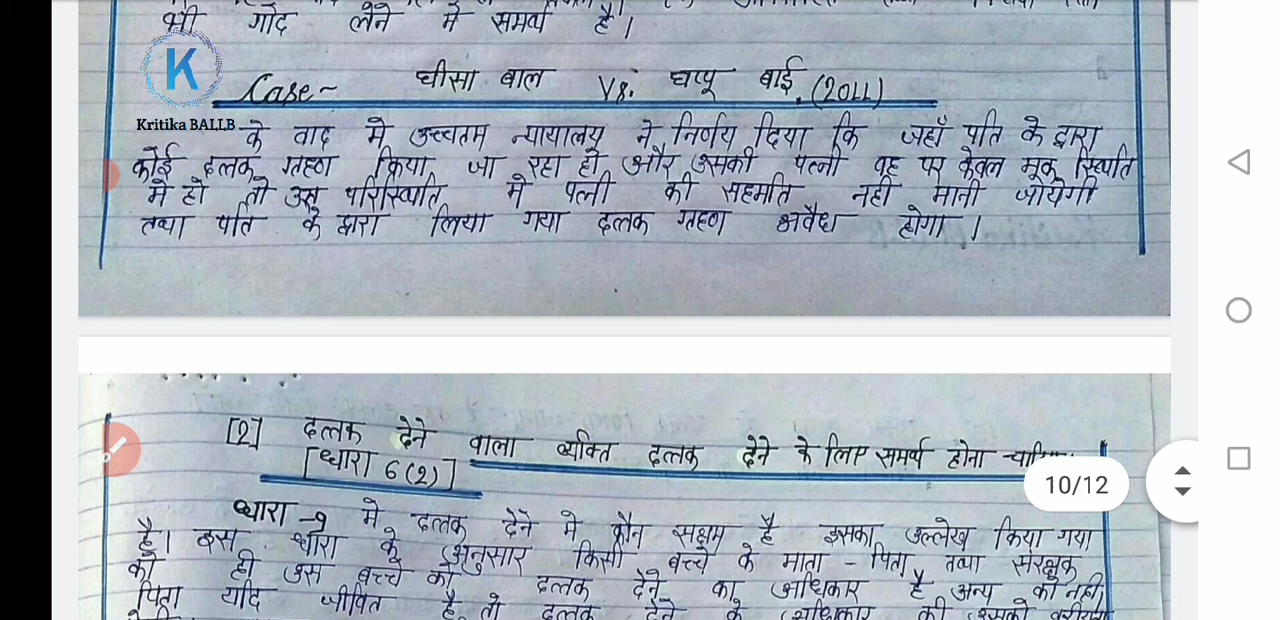 भी गोद लेने में समर्थ है।
Case ~ घीसा बाल Vs. घापू बाई. (2011)
K
Kritika BALLB
के वाद मे उच्चतम न्यायालय ने निर्णय दिया कि जहाँ पति के द्वारा
कोई दत्तक ग्रहण किया जा रहा हो और उसकी पत्नी वह पर केवल मूक स्थिति
मे हो तो उस परिस्थिति में पत्नी की सहमति नही मानी जायेगी
तथा पति के द्वारा लिया गया दत्तक ग्रहण अवैध होगा ।
[2] दत्तक देने वाला व्यक्ति दत्तक देने के लिए समर्थ होना
[धारा 6(2)]
10/12
धारा-9 मे दत्तक देने में कौन सक्षम है इसका उल्लेख किया गया
है। इस धारा के अनुसार किसी बच्चे के माता-पिता तथा संरक्षक
को ही उस बच्चे को दत्तक देने का अधिकार है अन्य को नही,
पिता यदि जीवित है तो दत्तक देने के अधिकार की उसको